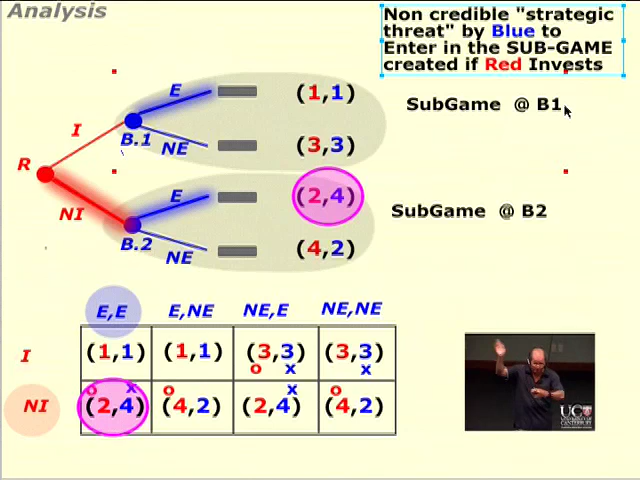 Analysis
Non credible "strategic
threat" by Blue to
Enter in the SUB-GAME
created if Red Invests
E
(1,1)
SubGame @ B1
I
B.1
NE
(3,3)
R
E
(2,4)
NI
SubGame @ B2
B.2
NE
(4,2)
E,E E,NE NE,E NE,NE
I (1,1) (1,1) (3,3) (3,3)
o x x
o x o x o
NI (2,4) (4,2) (2,4) (4,2)
UC